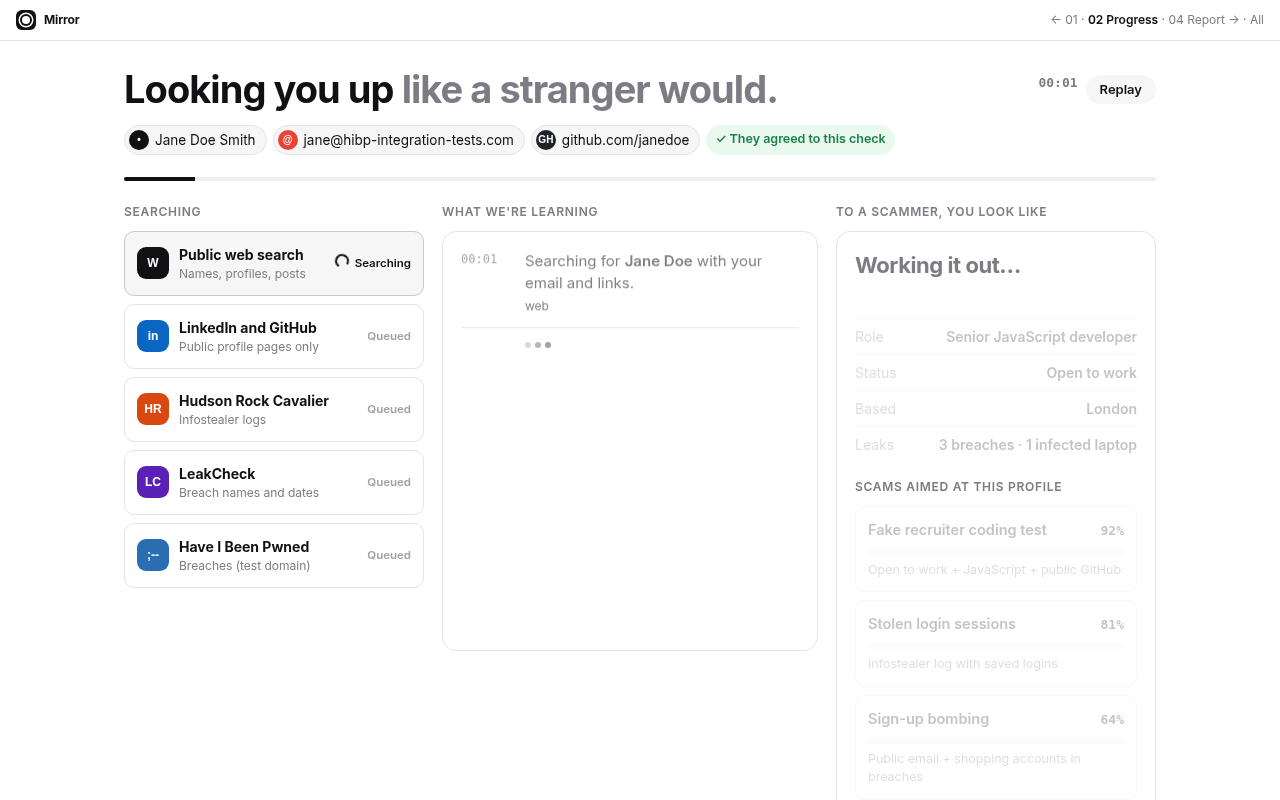 Mirror
← 01 · 02 Progress · 04 Report → · All
Looking you up like a stranger would.
00:01
Replay
Jane Doe Smith
@ jane@hibp-integration-tests.com
GH github.com/janedoe
✓ They agreed to this check
SEARCHING
W
Public web search
Names, profiles, posts
Searching
in
LinkedIn and GitHub
Public profile pages only
Queued
HR
Hudson Rock Cavalier
Infostealer logs
Queued
LC
LeakCheck
Breach names and dates
Queued
;--
Have I Been Pwned
Breaches (test domain)
Queued
WHAT WE'RE LEARNING
00:01
Searching for Jane Doe with your
email and links.
web
TO A SCAMMER, YOU LOOK LIKE
Working it out…
Role Senior JavaScript developer
Status Open to work
Based London
Leaks 3 breaches · 1 infected laptop
SCAMS AIMED AT THIS PROFILE
Fake recruiter coding test 92%
Open to work + JavaScript + public GitHub
Stolen login sessions 81%
Infostealer log with saved logins
Sign-up bombing 64%
Public email + shopping accounts in
breaches